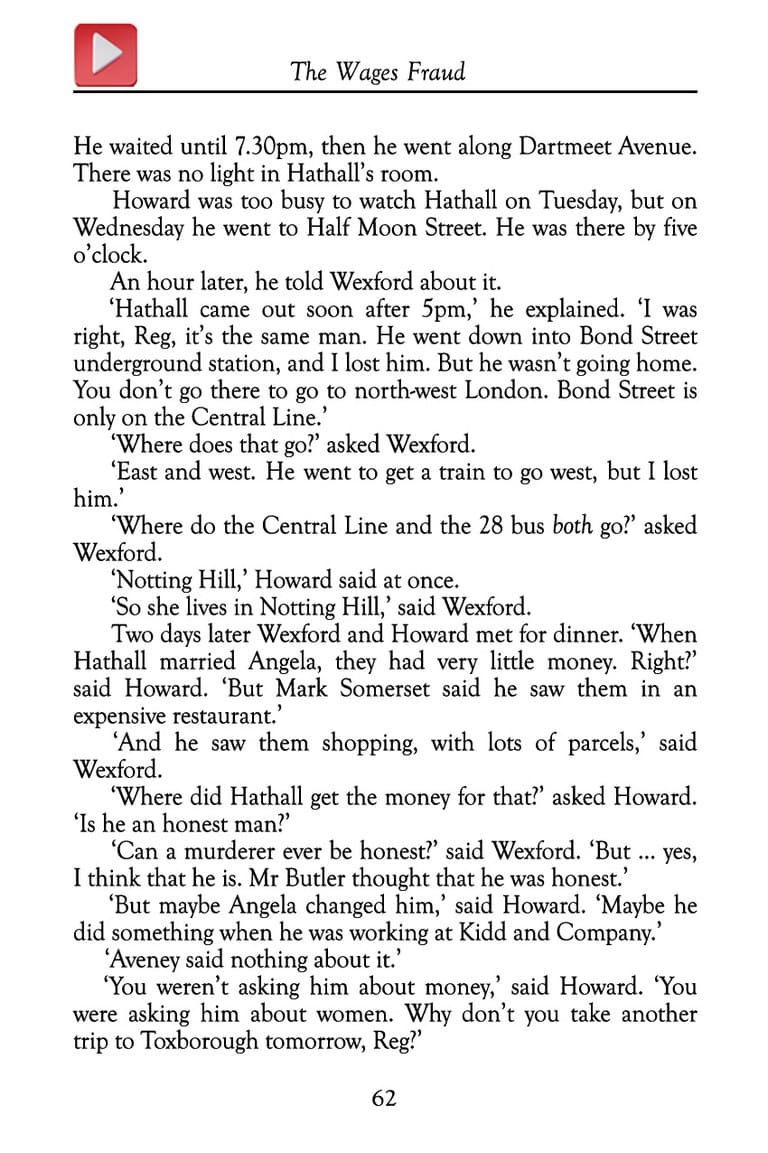 The Wages Fraud
He waited until 7.30pm, then he went along Dartmeet Avenue.
There was no light in Hathall’s room.
Howard was too busy to watch Hathall on Tuesday, but on
Wednesday he went to Half Moon Street. He was there by five
o’clock.
An hour later, he told Wexford about it.
‘Hathall came out soon after 5pm,’ he explained. ‘I was
right, Reg, it’s the same man. He went down into Bond Street
underground station, and I lost him. But he wasn’t going home.
You don’t go there to go to north-west London. Bond Street is
only on the Central Line.’
‘Where does that go?’ asked Wexford.
‘East and west. He went to get a train to go west, but I lost
him.’
‘Where do the Central Line and the 28 bus both go?’ asked
Wexford.
‘Notting Hill,’ Howard said at once.
‘So she lives in Notting Hill,’ said Wexford.
Two days later Wexford and Howard met for dinner. ‘When
Hathall married Angela, they had very little money. Right?’
said Howard. ‘But Mark Somerset said he saw them in an
expensive restaurant.’
‘And he saw them shopping, with lots of parcels,’ said
Wexford.
‘Where did Hathall get the money for that?’ asked Howard.
‘Is he an honest man?’
‘Can a murderer ever be honest?’ said Wexford. ‘But ... yes,
I think that he is. Mr Butler thought that he was honest.’
‘But maybe Angela changed him,’ said Howard. ‘Maybe he
did something when he was working at Kidd and Company.’
‘Aveney said nothing about it.’
‘You weren’t asking him about money,’ said Howard. ‘You
were asking him about women. Why don’t you take another
trip to Toxborough tomorrow, Reg?’
62